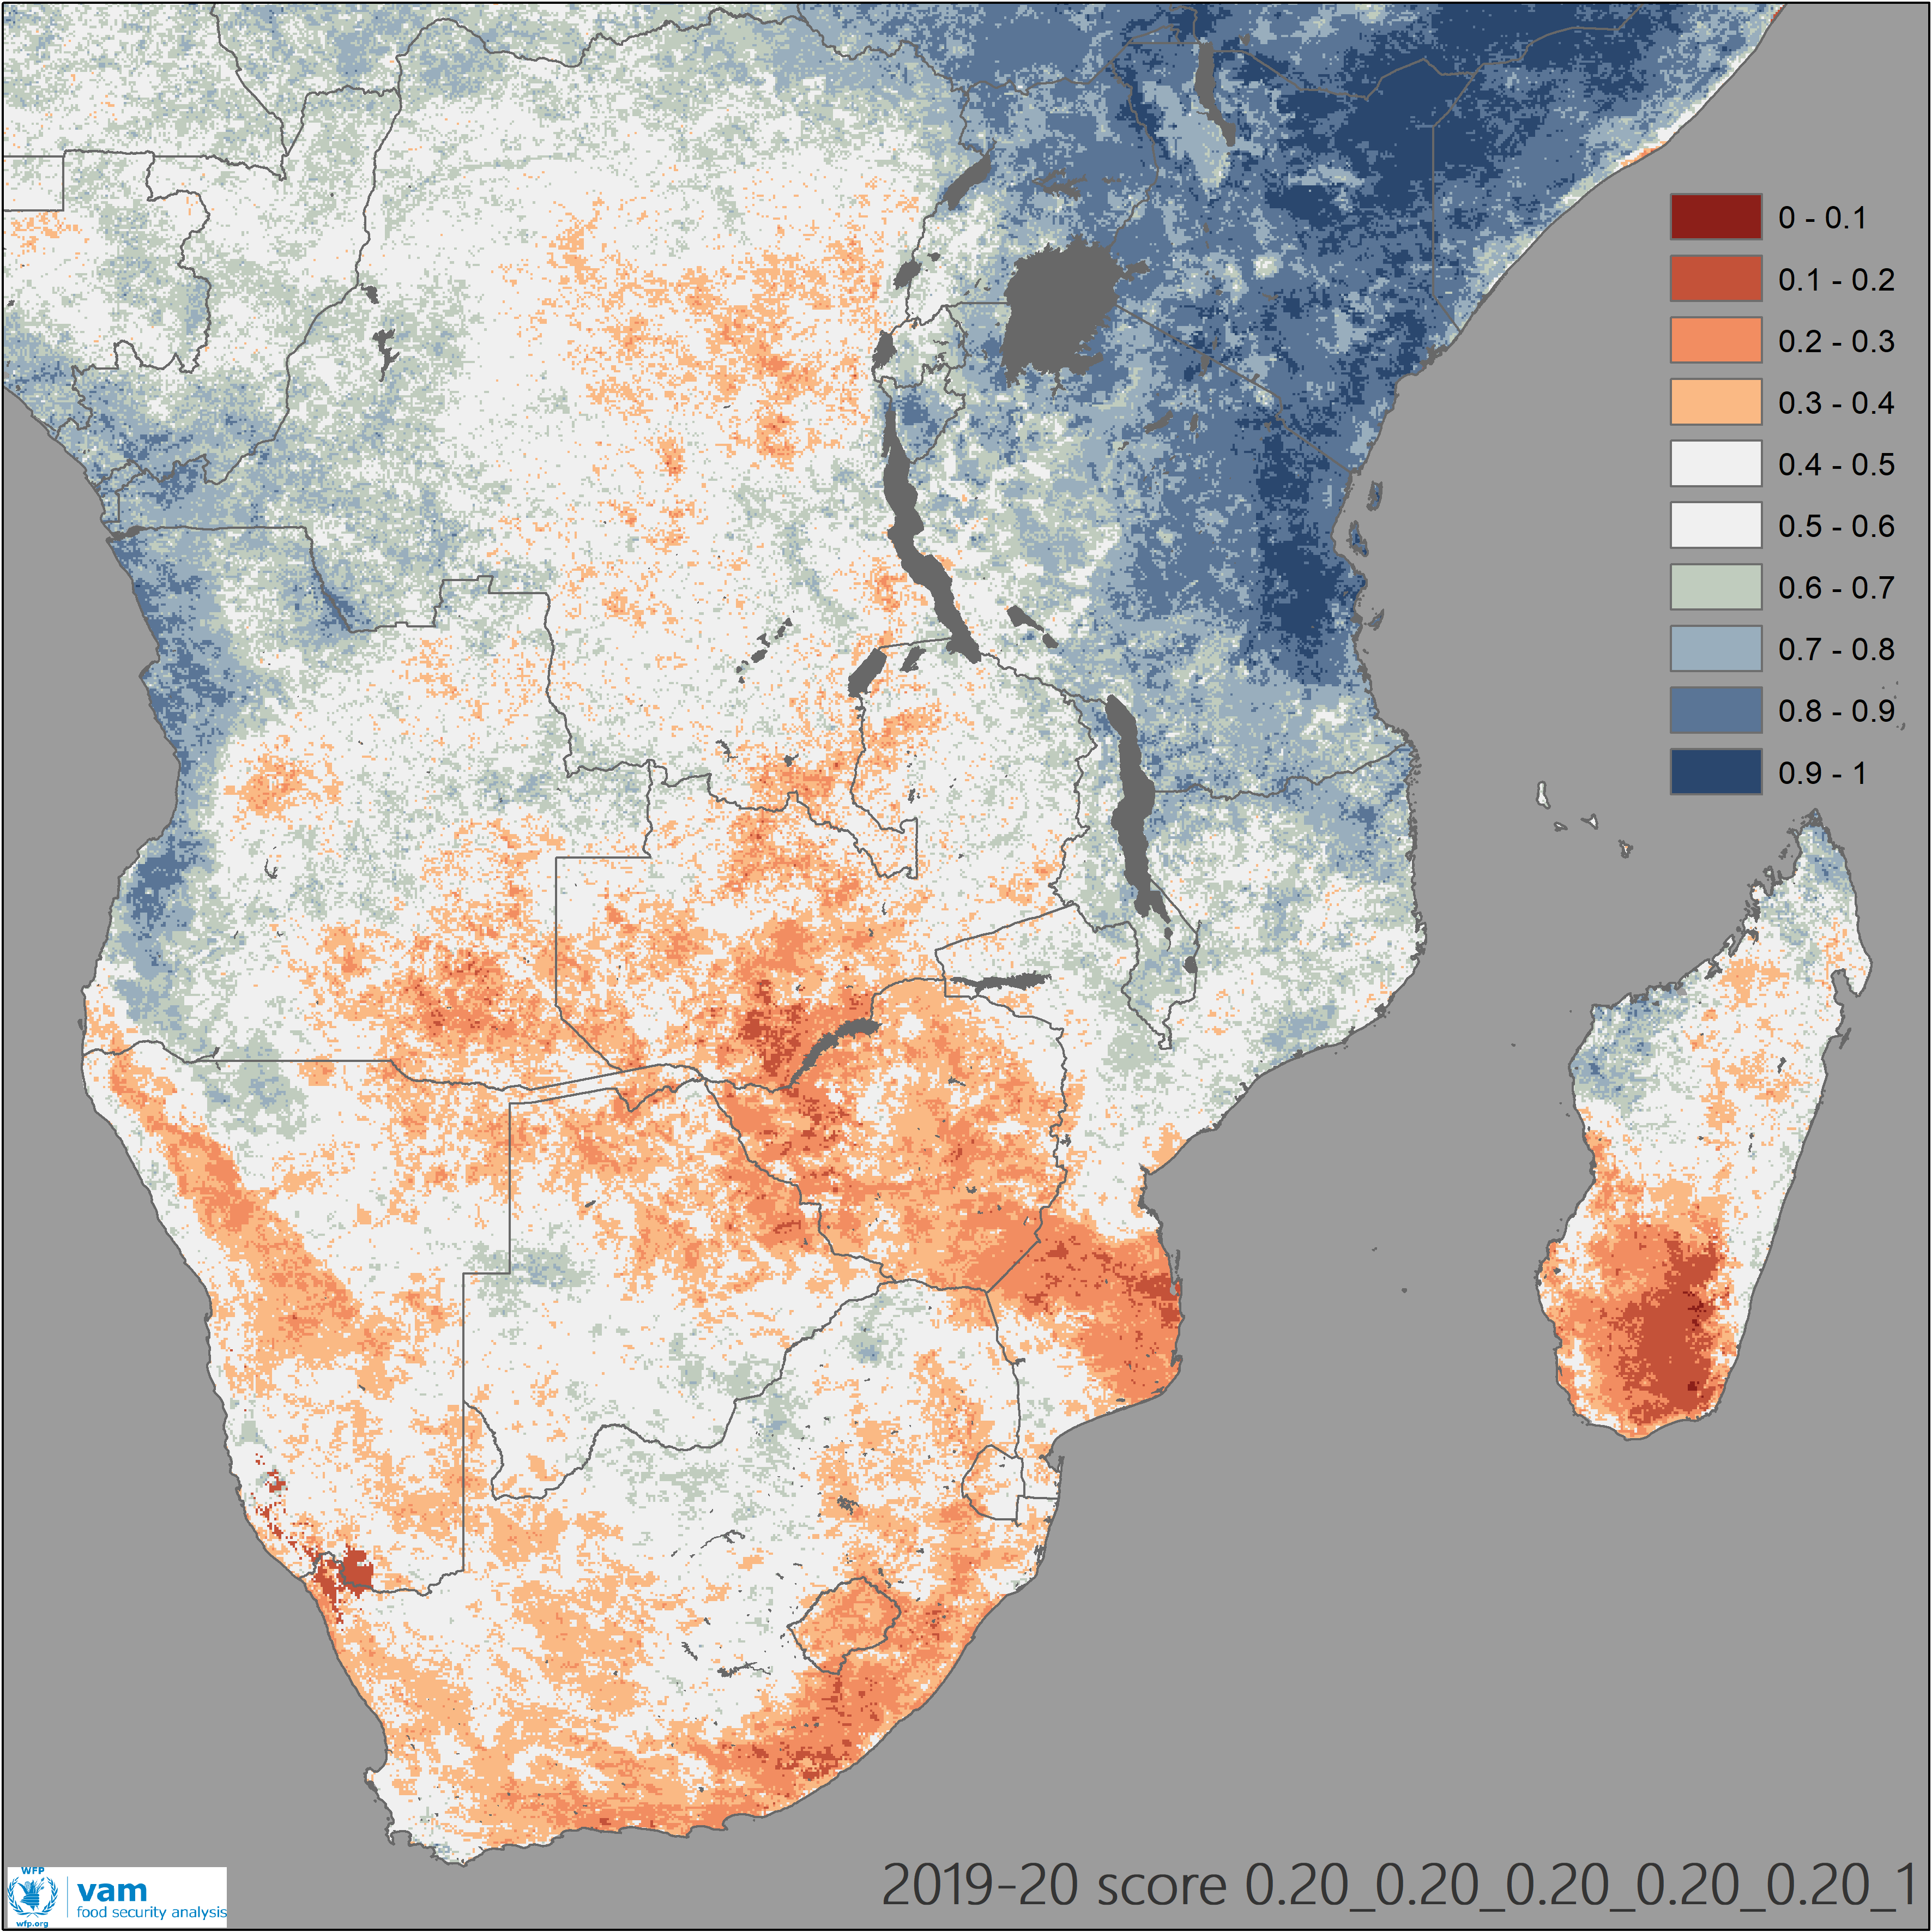 0 - 0.1
0.1 - 0.2
0.2 - 0.3
0.3 - 0.4
0.4 - 0.5
0.5 - 0.6
0.6 - 0.7
0.7 - 0.8
0.8 - 0.9
0.9 - 1
WFP
vam
food security analysis
wfp.org
2019-20 score 0.20_0.20_0.20_0.20_0.20_1